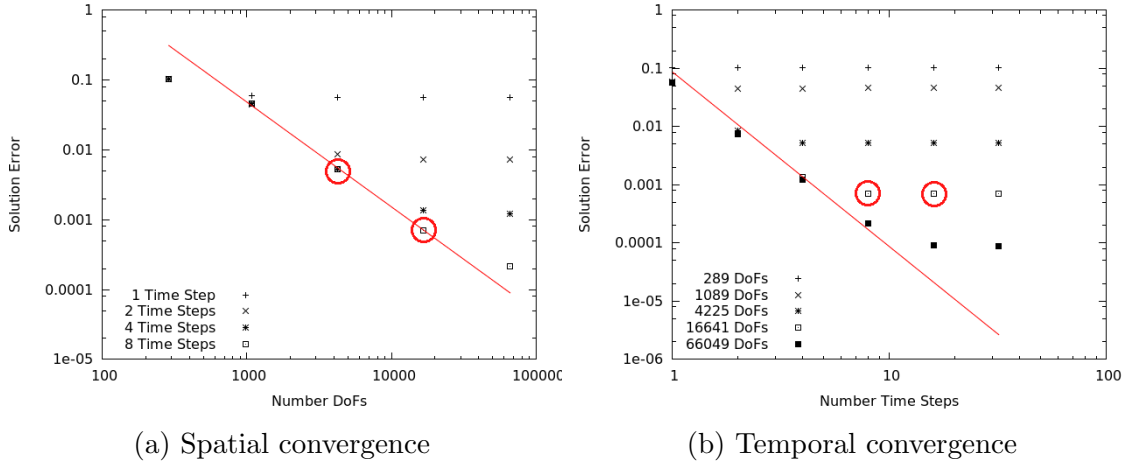 1
0.1
0.01
0.001
0.0001
1e-05
100
1000
10000
100000
Solution Error
Number DoFs
1 Time Step
2 Time Steps
4 Time Steps
8 Time Steps
(a) Spatial convergence
1
0.1
0.01
0.001
0.0001
1e-05
1e-06
1
10
100
Solution Error
Number Time Steps
289 DoFs
1089 DoFs
4225 DoFs
16641 DoFs
66049 DoFs
(b) Temporal convergence